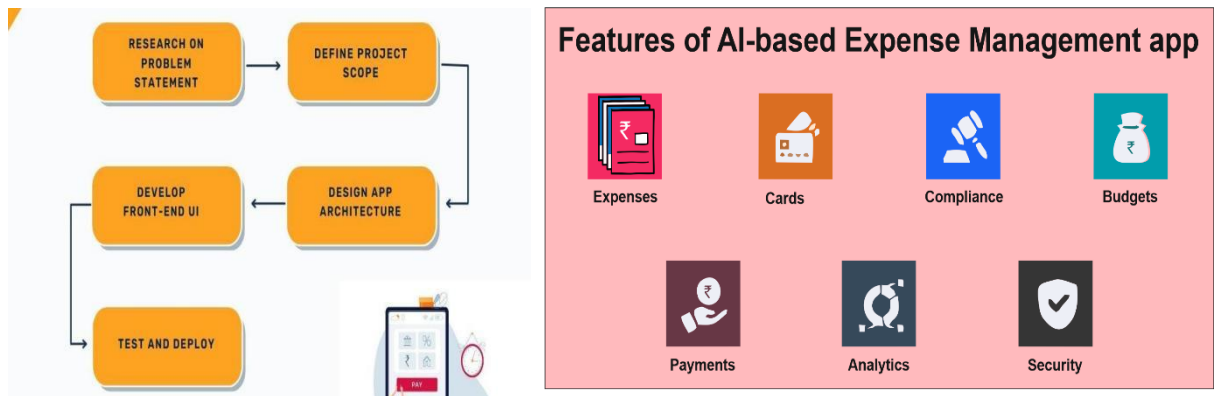 RESEARCH ON
PROBLEM
STATEMENT
DEFINE PROJECT
SCOPE
DESIGN APP
ARCHITECTURE
DEVELOP
FRONT-END UI
TEST AND DEPLOY
%
₹
PAY
Features of AI-based Expense Management app
₹
Expenses
Cards
Compliance
₹
Budgets
₹
Payments
Analytics
Security